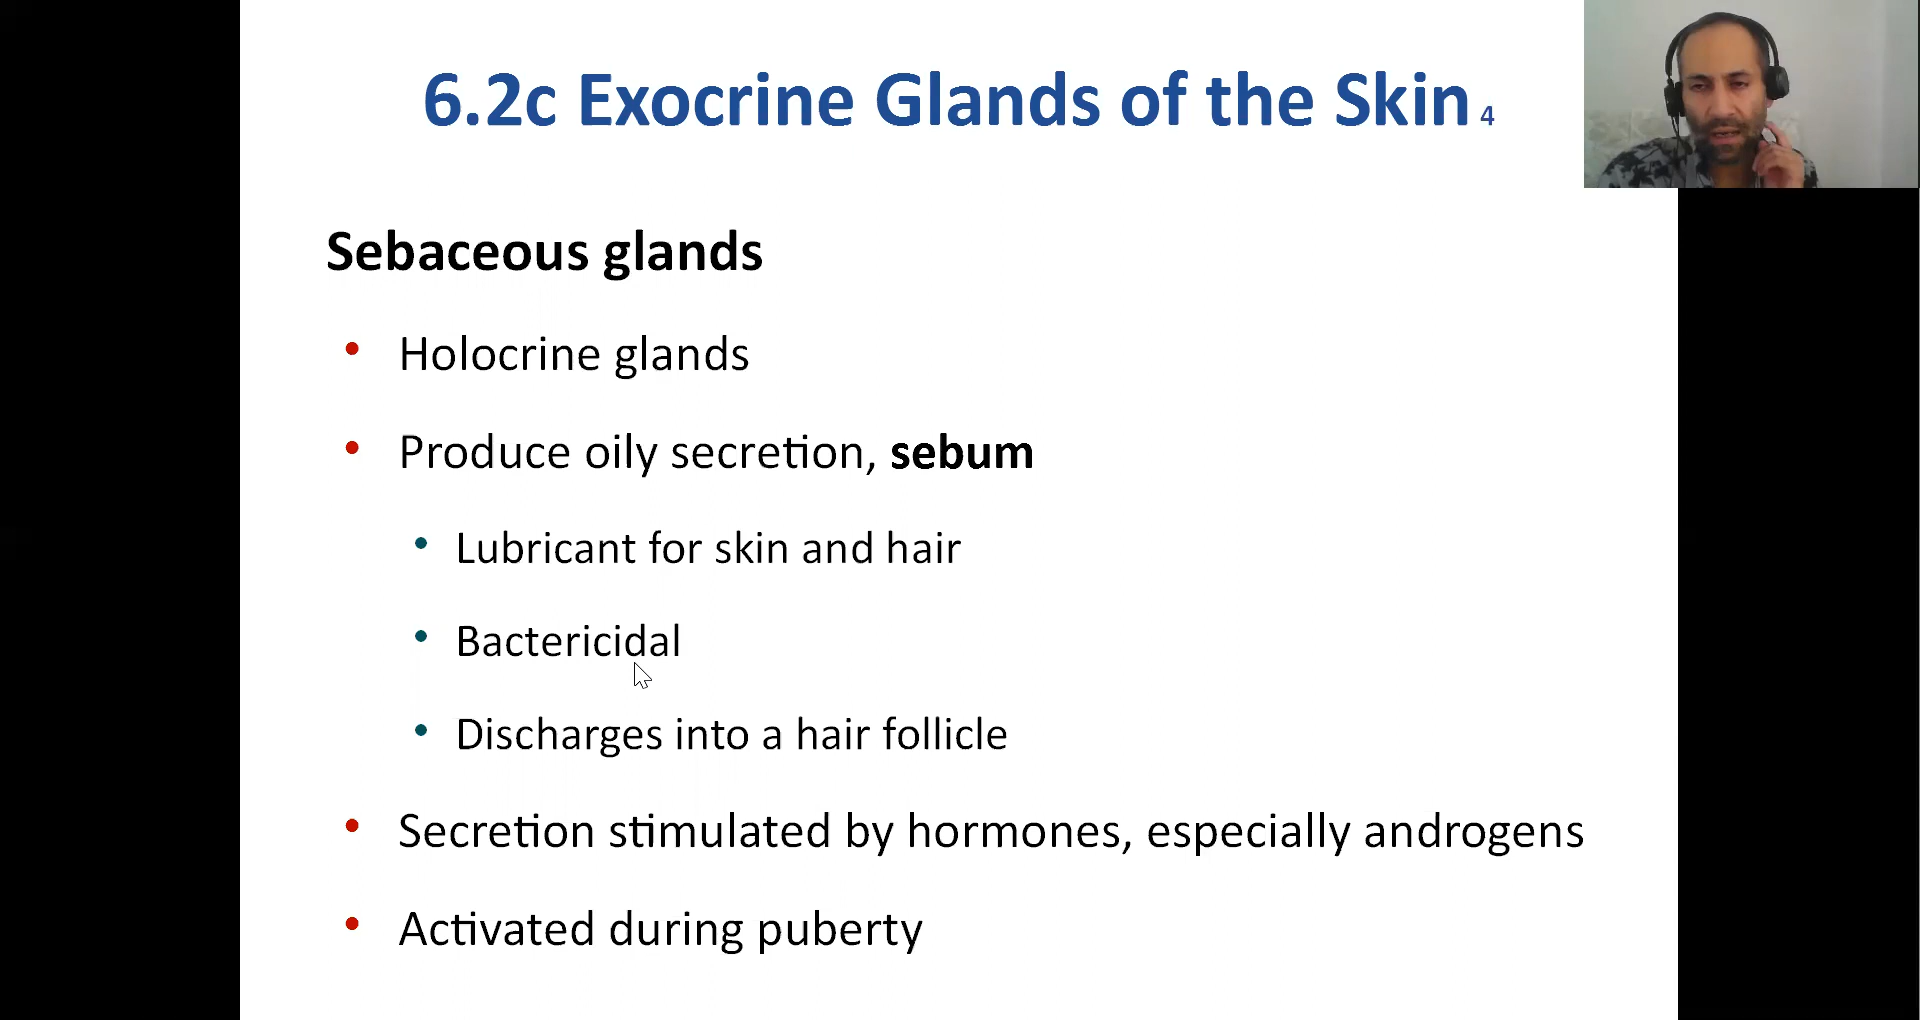 6.2c Exocrine Glands of the Skin 4
Sebaceous glands
• Holocrine glands
• Produce oily secretion, sebum
• Lubricant for skin and hair
• Bactericidal
• Discharges into a hair follicle
• Secretion stimulated by hormones, especially androgens
• Activated during puberty